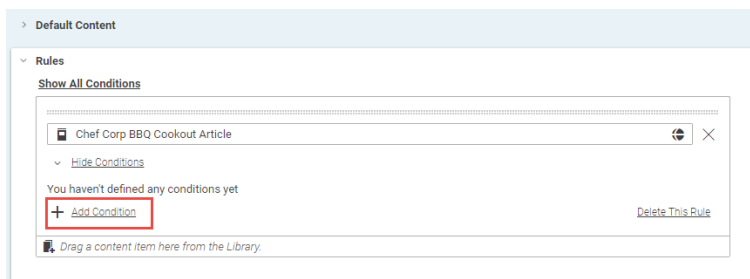 Default Content
Rules
Show All Conditions
Chef Corp BBQ Cookout Article
Hide Conditions
You haven't defined any conditions yet
Add Condition
Delete This Rule
Drag a content item here from the Library.